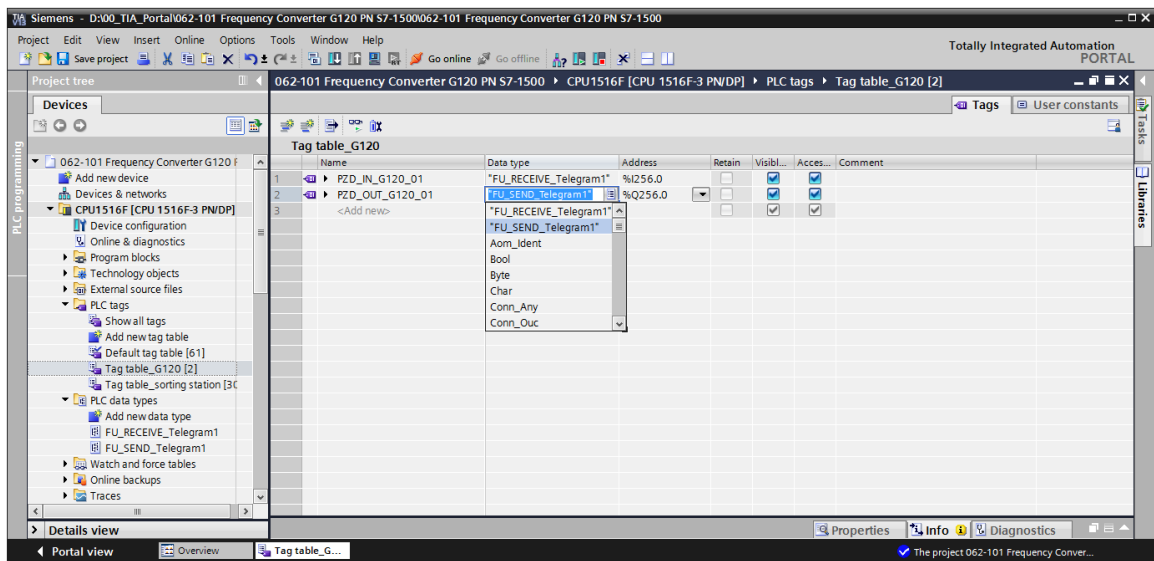 Siemens - D:\00_TIA_Portal\062-101 Frequency Converter G120 PN S7-1500\062-101 Frequency Converter G120 PN S7-1500
Project Edit View Insert Online Options Tools Window Help
Totally Integrated Automation
PORTAL
Save project Go online Go offline
Project tree
062-101 Frequency Converter G120 PN S7-1500 CPU1516F [CPU 1516F-3 PN/DP] PLC tags Tag table_G120 [2]
Devices
Tags User constants
Tag table_G120
Name Data type Address Retain Visibl... Acces... Comment
1 PZD_IN_G120_01 "FU_RECEIVE_Telegram1" %I256.0
2 PZD_OUT_G120_01 "FU_SEND_Telegram1" %Q256.0
3 <Add new>
"FU_RECEIVE_Telegram1"
"FU_SEND_Telegram1"
Aom_Ident
Bool
Byte
Char
Conn_Any
Conn_Ouc
062-101 Frequency Converter G120 F
Add new device
Devices & networks
CPU1516F [CPU 1516F-3 PN/DP]
Device configuration
Online & diagnostics
Program blocks
Technology objects
External source files
PLC tags
Show all tags
Add new tag table
Default tag table [61]
Tag table_G120 [2]
Tag table_sorting station [30
PLC data types
Add new data type
FU_RECEIVE_Telegram1
FU_SEND_Telegram1
Watch and force tables
Online backups
Traces
PLC programming
Tasks
Libraries
Details view
Properties Info Diagnostics
Portal view Overview Tag table_G... The project 062-101 Frequency Conver...